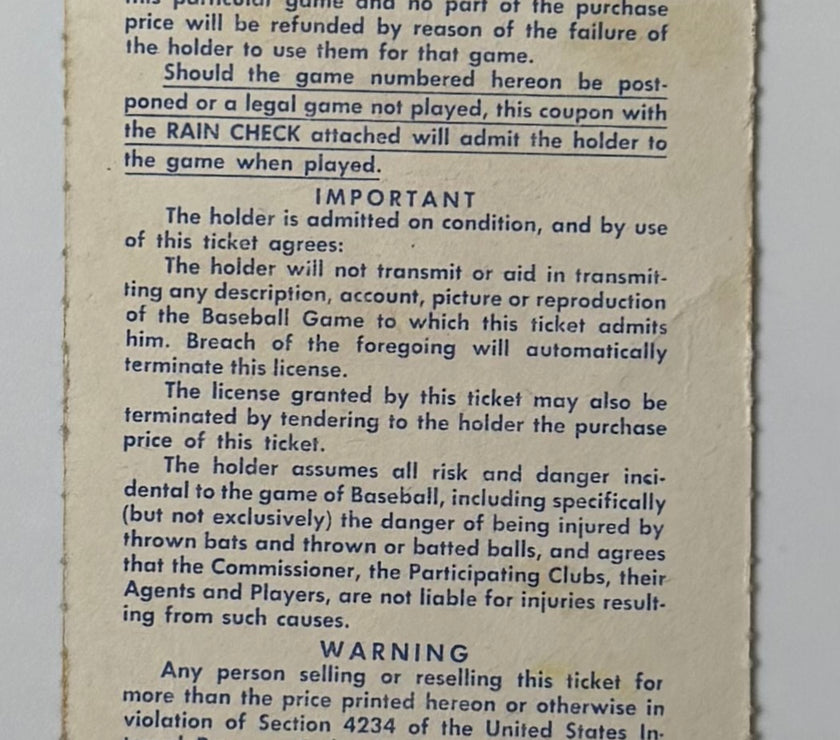 this particular game and no part of the purchase
price will be refunded by reason of the failure of
the holder to use them for that game.
Should the game numbered hereon be post-
poned or a legal game not played, this coupon with
the RAIN CHECK attached will admit the holder to
the game when played.
IMPORTANT
The holder is admitted on condition, and by use
of this ticket agrees:
The holder will not transmit or aid in transmit-
ting any description, account, picture or reproduction
of the Baseball Game to which this ticket admits
him. Breach of the foregoing will automatically
terminate this license.
The license granted by this ticket may also be
terminated by tendering to the holder the purchase
price of this ticket.
The holder assumes all risk and danger inci-
dental to the game of Baseball, including specifically
(but not exclusively) the danger of being injured by
thrown bats and thrown or batted balls, and agrees
that the Commissioner, the Participating Clubs, their
Agents and Players, are not liable for injuries result-
ing from such causes.
WARNING
Any person selling or reselling this ticket for
more than the price printed hereon or otherwise in
violation of Section 4234 of the United States In-